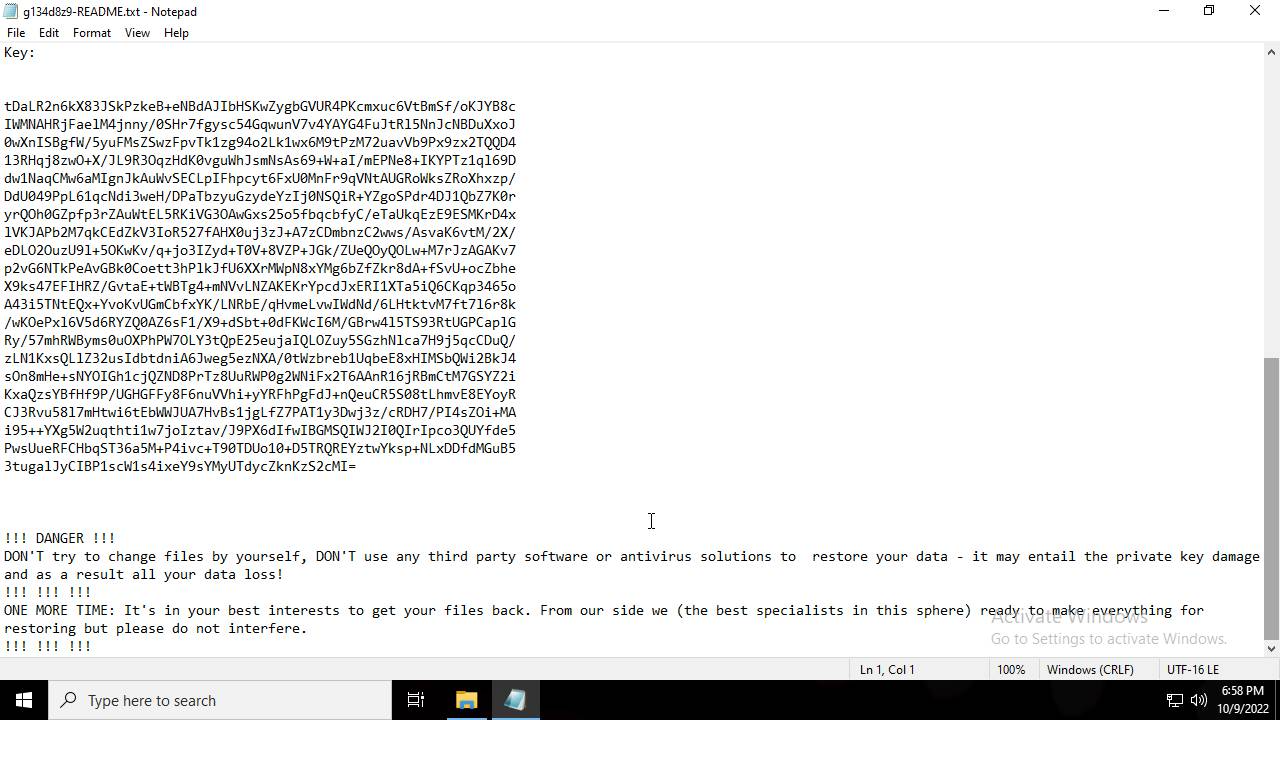 g134d8z9-README.txt - Notepad
File Edit Format View Help
Key:
tDaLR2n6kX83JSkPzkeB+eNBdAJIbHSKwZygbGVUR4PKcmxuc6VtBmSf/oKJYB8c
IWMNAHRjFaelM4jnny/0SHr7fgysc54GqwunV7v4YAYG4FuJtRl5NnJcNBDuXxoJ
0wXnISBgfW/5yuFMsZSwzFpvTk1zg94o2Lk1wx6M9tPzM72uavVb9Px9zx2TQQD4
13RHqj8zwO+X/JL9R3OqzHdK0vguWhJsmNsAs69+W+aI/mEPNe8+IKYPTz1ql69D
dw1NaqCMw6aMIgnJkAuWvSECLpIFhpcyt6FxU0MnFr9qVNtAUGRoWksZRoXhxzp/
DdU049PpL61qcNdi3weH/DPaTbzyuGzydeYzIj0NSQiR+YZgoSPdr4DJ1QbZ7K0r
yrQOh0GZpfp3rZAuWtEL5RKiVG3OAwGxs25o5fbqcbfyC/eTaUkqEzE9ESMKrD4x
lVKJAPb2M7qkCEdZkV3IoR527fAHX0uj3zJ+A7zCDmbnzC2wws/AsvaK6vtM/2X/
eDLO2OuzU9l+5OKwKv/q+jo3IZyd+T0V+8VZP+JGk/ZUeQOyQOLw+M7rJzAGAKv7
p2vG6NTkPeAvGBk0Coett3hPlkJfU6XXrMWpN8xYMg6bZfZkr8dA+fSvU+ocZbhe
X9ks47EFIHRZ/GvtaE+tWBTg4+mNVvLNZAKEKrYpcdJxERI1XTa5iQ6CKqp3465o
A43i5TNtEQx+YvoKvUGmCbfxYK/LNRbE/qHvmeLvwIWdNd/6LHtktvM7ft7l6r8k
/wKOePxl6V5d6RYZQ0AZ6sF1/X9+dSbt+0dFKWcI6M/GBrw4l5TS93RtUGPCaplG
Ry/57mhRWByms0uOXPhPW7OLY3tQpE25eujaIQLOZuy5SGzhNlca7H9j5qcCDuQ/
zLN1KxsQLlZ32usIdbtdniA6Jweg5ezNXA/0tWzbreb1UqbeE8xHIMSbQWi2BkJ4
sOn8mHe+sNYOIGh1cjQZND8PrTz8UuRWP0g2WNiFx2T6AAnR16jRBmCtM7GSYZ2i
KxaQzsYBfHf9P/UGHGFFy8F6nuVVhi+yYRFhPgFdJ+nQeuCR5S08tLhmvE8EYoyR
CJ3Rvu58l7mHtwi6tEbWWJUA7HvBs1jgLfZ7PAT1y3Dwj3z/cRDH7/PI4sZOi+MA
i95++YXg5W2uqthti1w7joIztav/J9PX6dIfwIBGMSQIWJ2I0QIrIpco3QUYfde5
PwsUueRFCHbqST36a5M+P4ivc+T90TDUo10+D5TRQREYztwYksp+NLxDDfdMGuB5
3tugalJyCIBP1scW1s4ixeY9sYMyUTdycZknKzS2cMI=
!!! DANGER !!!
DON'T try to change files by yourself, DON'T use any third party software or antivirus solutions to  restore your data - it may entail the private key damage
and as a result all your data loss!
!!! !!! !!!
ONE MORE TIME: It's in your best interests to get your files back. From our side we (the best specialists in this sphere) ready to make everything for
restoring but please do not interfere.
!!! !!! !!!
Activate Windows
Go to Settings to activate Windows.
Ln 1, Col 1 100% Windows (CRLF) UTF-16 LE
Type here to search
6:58 PM
10/9/2022